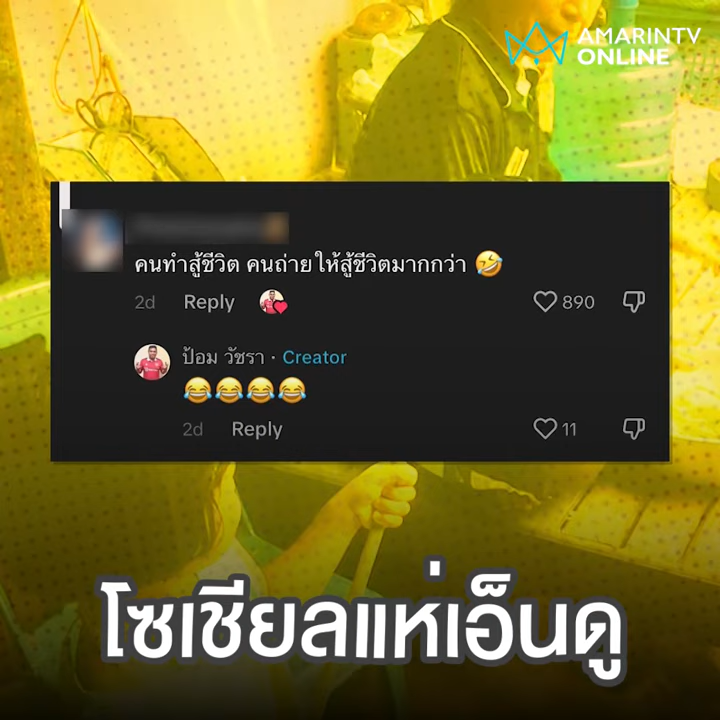 AMARINTV
ONLINE
คนทำสู้ชีวิต คนถ่ายให้สู้ชีวิตมากกว่า 🤣
2d Reply 890
ป้อม วัชรา · Creator
😂😂😂😂
2d Reply 11
โซเชียลแห่เอ็นดู